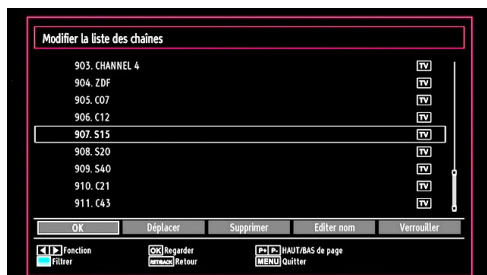 Modifier la liste des chaînes
903. CHANNEL 4 TV
904. ZDF TV
905. C07 TV
906. C12 TV
907. S15 TV
908. S20 TV
909. S40 TV
910. C21 TV
911. C43 TV
OK Déplacer Supprimer Editer nom Verrouiller
Fonction OK Regarder P+ P- HAUT/BAS de page
Filtrer RET/BACK Retour MENU Quitter